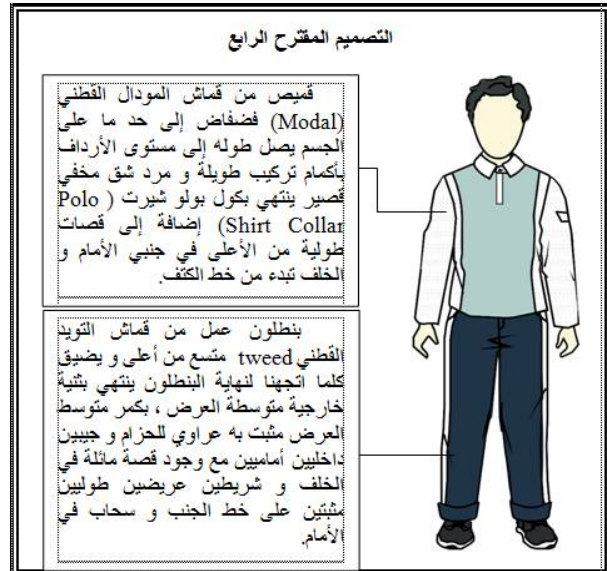 التصميم المقترح الرابع
قميص من قماش المودال القطني
(Modal) فضفاض إلى حد ما على
الجسم يصل طوله إلى مستوى الأرداف
بأكمام تركيب طويلة و مرد شق مخفي
قصير ينتهي بكول بولو شيرت ( Polo
Shirt Collar) إضافة إلى قصات
طولية من الأعلى في جنبي الأمام و
الخلف تبدء من خط الكتف.
بنطلون عمل من قماش التويد
القطني tweed متسع من أعلى و يضيق
كلما اتجهنا لنهاية البنطلون ينتهي بثنية
خارجية متوسطة العرض ، بكمر متوسط
العرض مثبت به عراوي للحزام و جيبين
داخليين أماميين مع وجود قصة مائلة في
الخلف و شريطين عريضين طوليين
مثبتين على خط الجنب و سحاب في
الأمام.